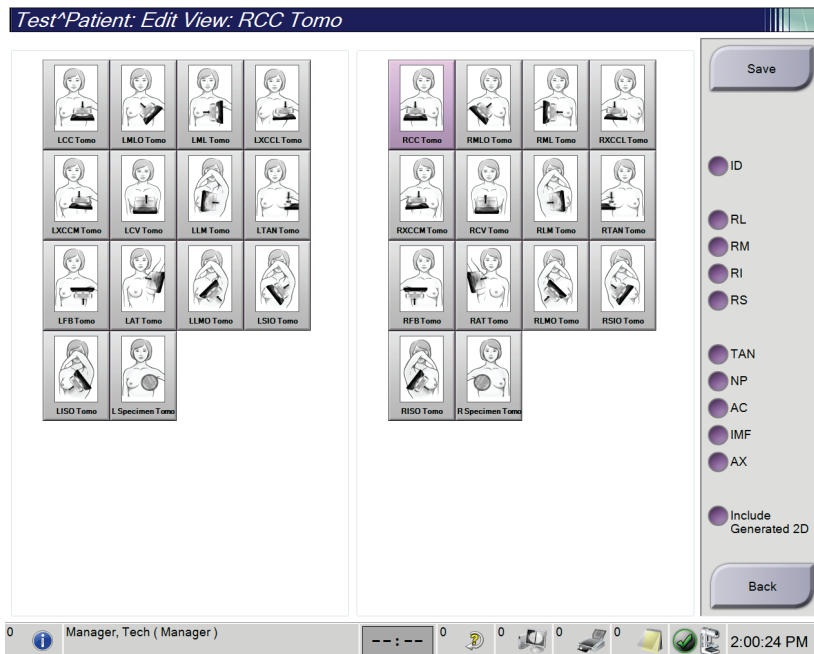 Test^Patient: Edit View: RCC Tomo
LCC Tomo
LMLO Tomo
LML Tomo
LXCCL Tomo
LXCCM Tomo
LCV Tomo
LLM Tomo
LTAN Tomo
LFB Tomo
LAT Tomo
LLMO Tomo
LSIO Tomo
LISO Tomo
L Specimen Tomo
RCC Tomo
RMLO Tomo
RML Tomo
RXCCL Tomo
RXCCM Tomo
RCV Tomo
RLM Tomo
RTAN Tomo
RFB Tomo
RAT Tomo
RLMO Tomo
RSIO Tomo
RISO Tomo
R Specimen Tomo
Save
ID
RL
RM
RI
RS
TAN
NP
AC
IMF
AX
Include
Generated 2D
Back
0
Manager, Tech ( Manager )
--:--
0
0
0
0
2:00:24 PM